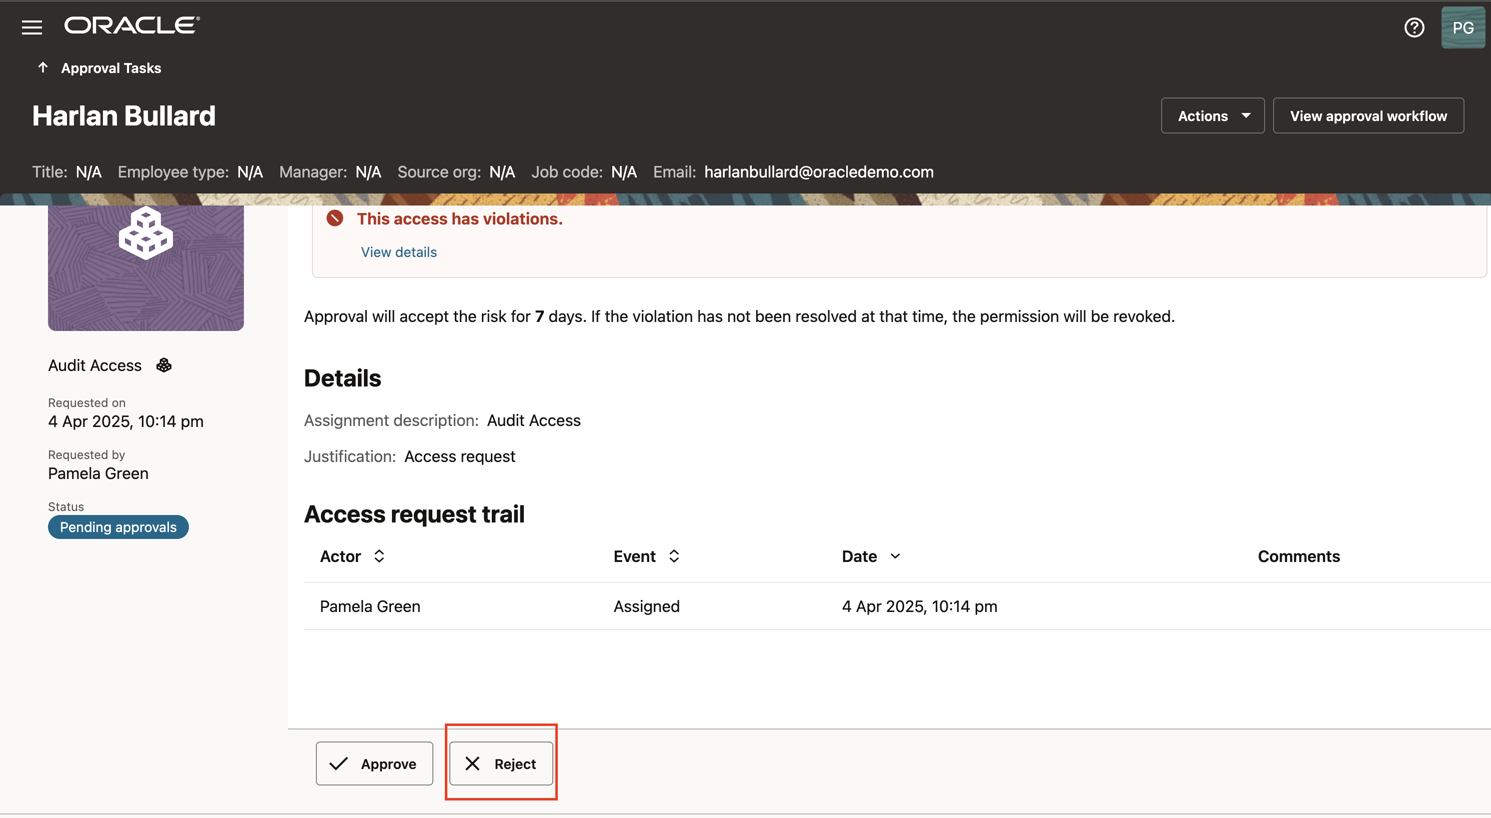 ORACLE
PG
Approval Tasks
Harlan Bullard
Actions
View approval workflow
Title: N/A Employee type: N/A Manager: N/A Source org: N/A Job code: N/A Email: harlanbullard@oracledemo.com
This access has violations.
View details
Approval will accept the risk for 7 days. If the violation has not been resolved at that time, the permission will be revoked.
Audit Access
Requested on
4 Apr 2025, 10:14 pm
Requested by
Pamela Green
Status
Pending approvals
Details
Assignment description: Audit Access
Justification: Access request
Access request trail
Actor Event Date Comments
Pamela Green Assigned 4 Apr 2025, 10:14 pm
Approve
Reject